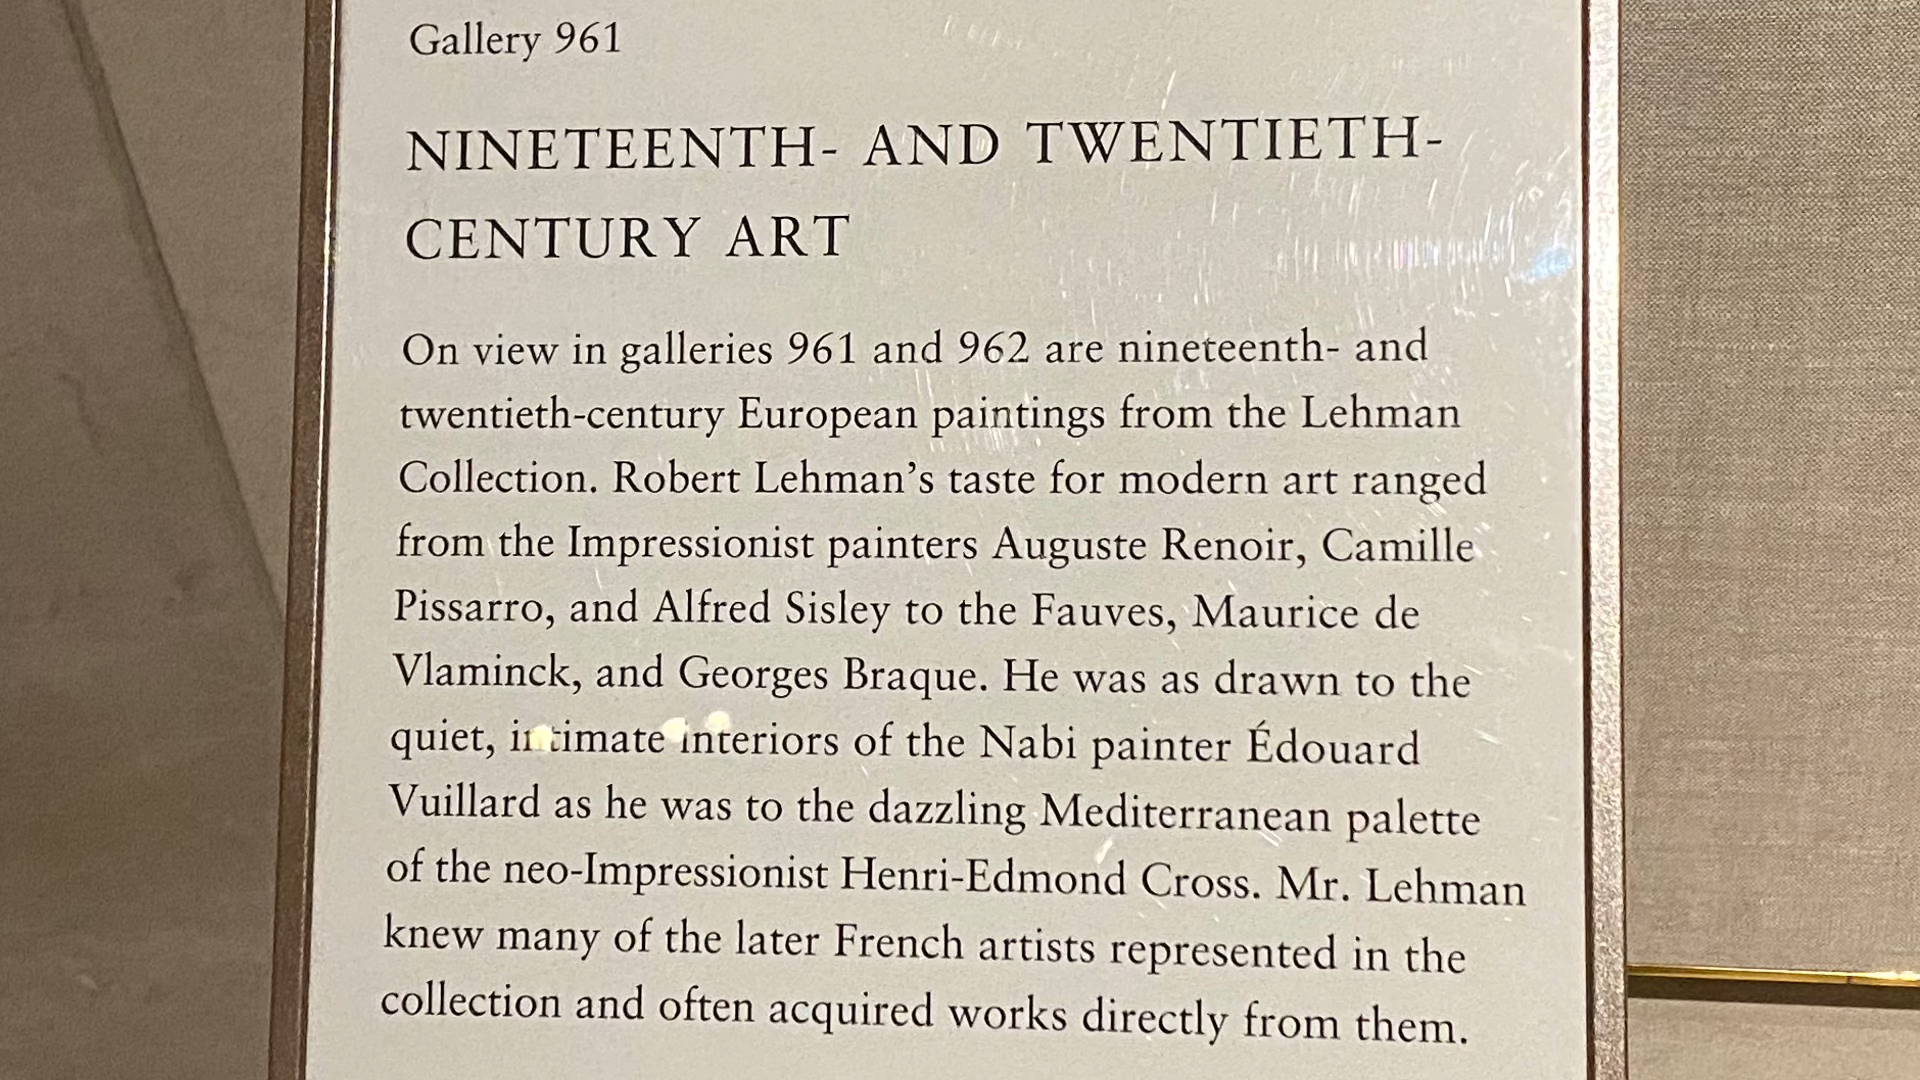 Gallery 961
NINETEENTH- AND TWENTIETH-
CENTURY ART
On view in galleries 961 and 962 are nineteenth- and
twentieth-century European paintings from the Lehman
Collection. Robert Lehman’s taste for modern art ranged
from the Impressionist painters Auguste Renoir, Camille
Pissarro, and Alfred Sisley to the Fauves, Maurice de
Vlaminck, and Georges Braque. He was as drawn to the
quiet, intimate interiors of the Nabi painter Édouard
Vuillard as he was to the dazzling Mediterranean palette
of the neo-Impressionist Henri-Edmond Cross. Mr. Lehman
knew many of the later French artists represented in the
collection and often acquired works directly from them.